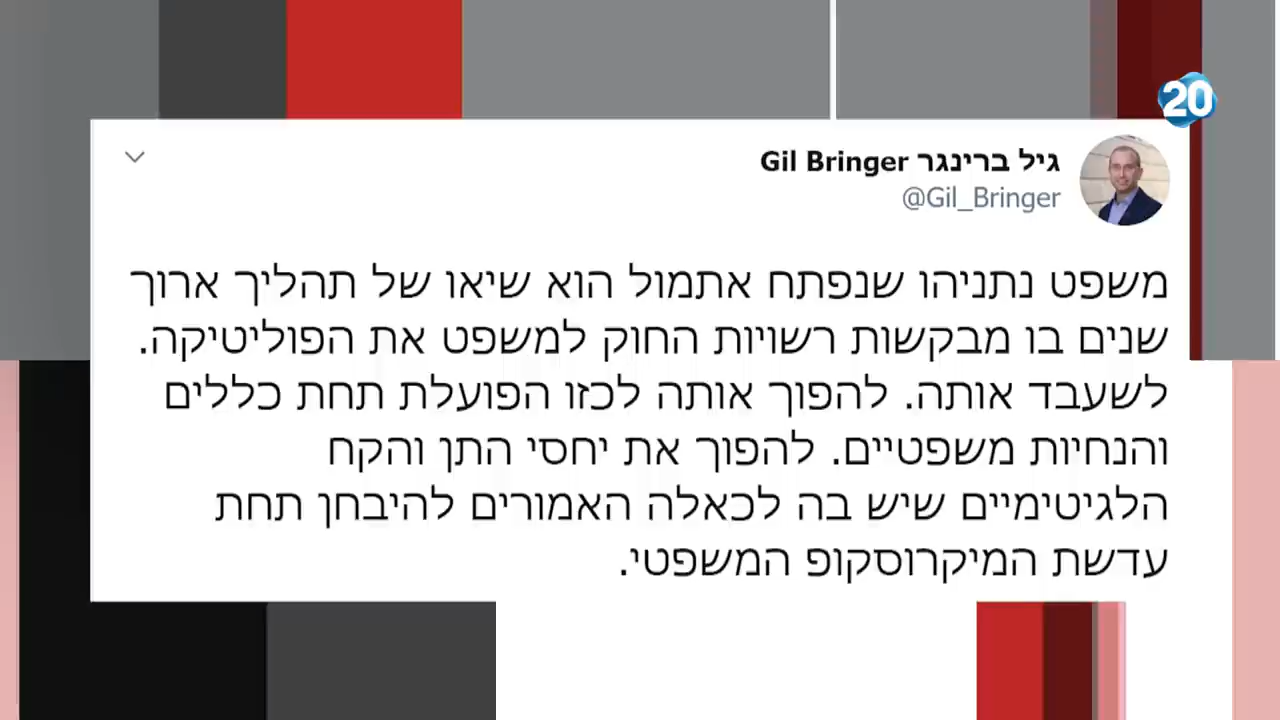 20
גיל ברינגר Gil Bringer
@Gil_Bringer
משפט נתניהו שנפתח אתמול הוא שיאו של תהליך ארוך
שנים בו מבקשות רשויות החוק למשפט את הפוליטיקה.
לשעבד אותה. להפוך אותה לכזו הפועלת תחת כללים
והנחיות משפטיים. להפוך את יחסי התן והקח
הלגיטימיים שיש בה לכאלה האמורים להיבחן תחת
עדשת המיקרוסקופ המשפטי.